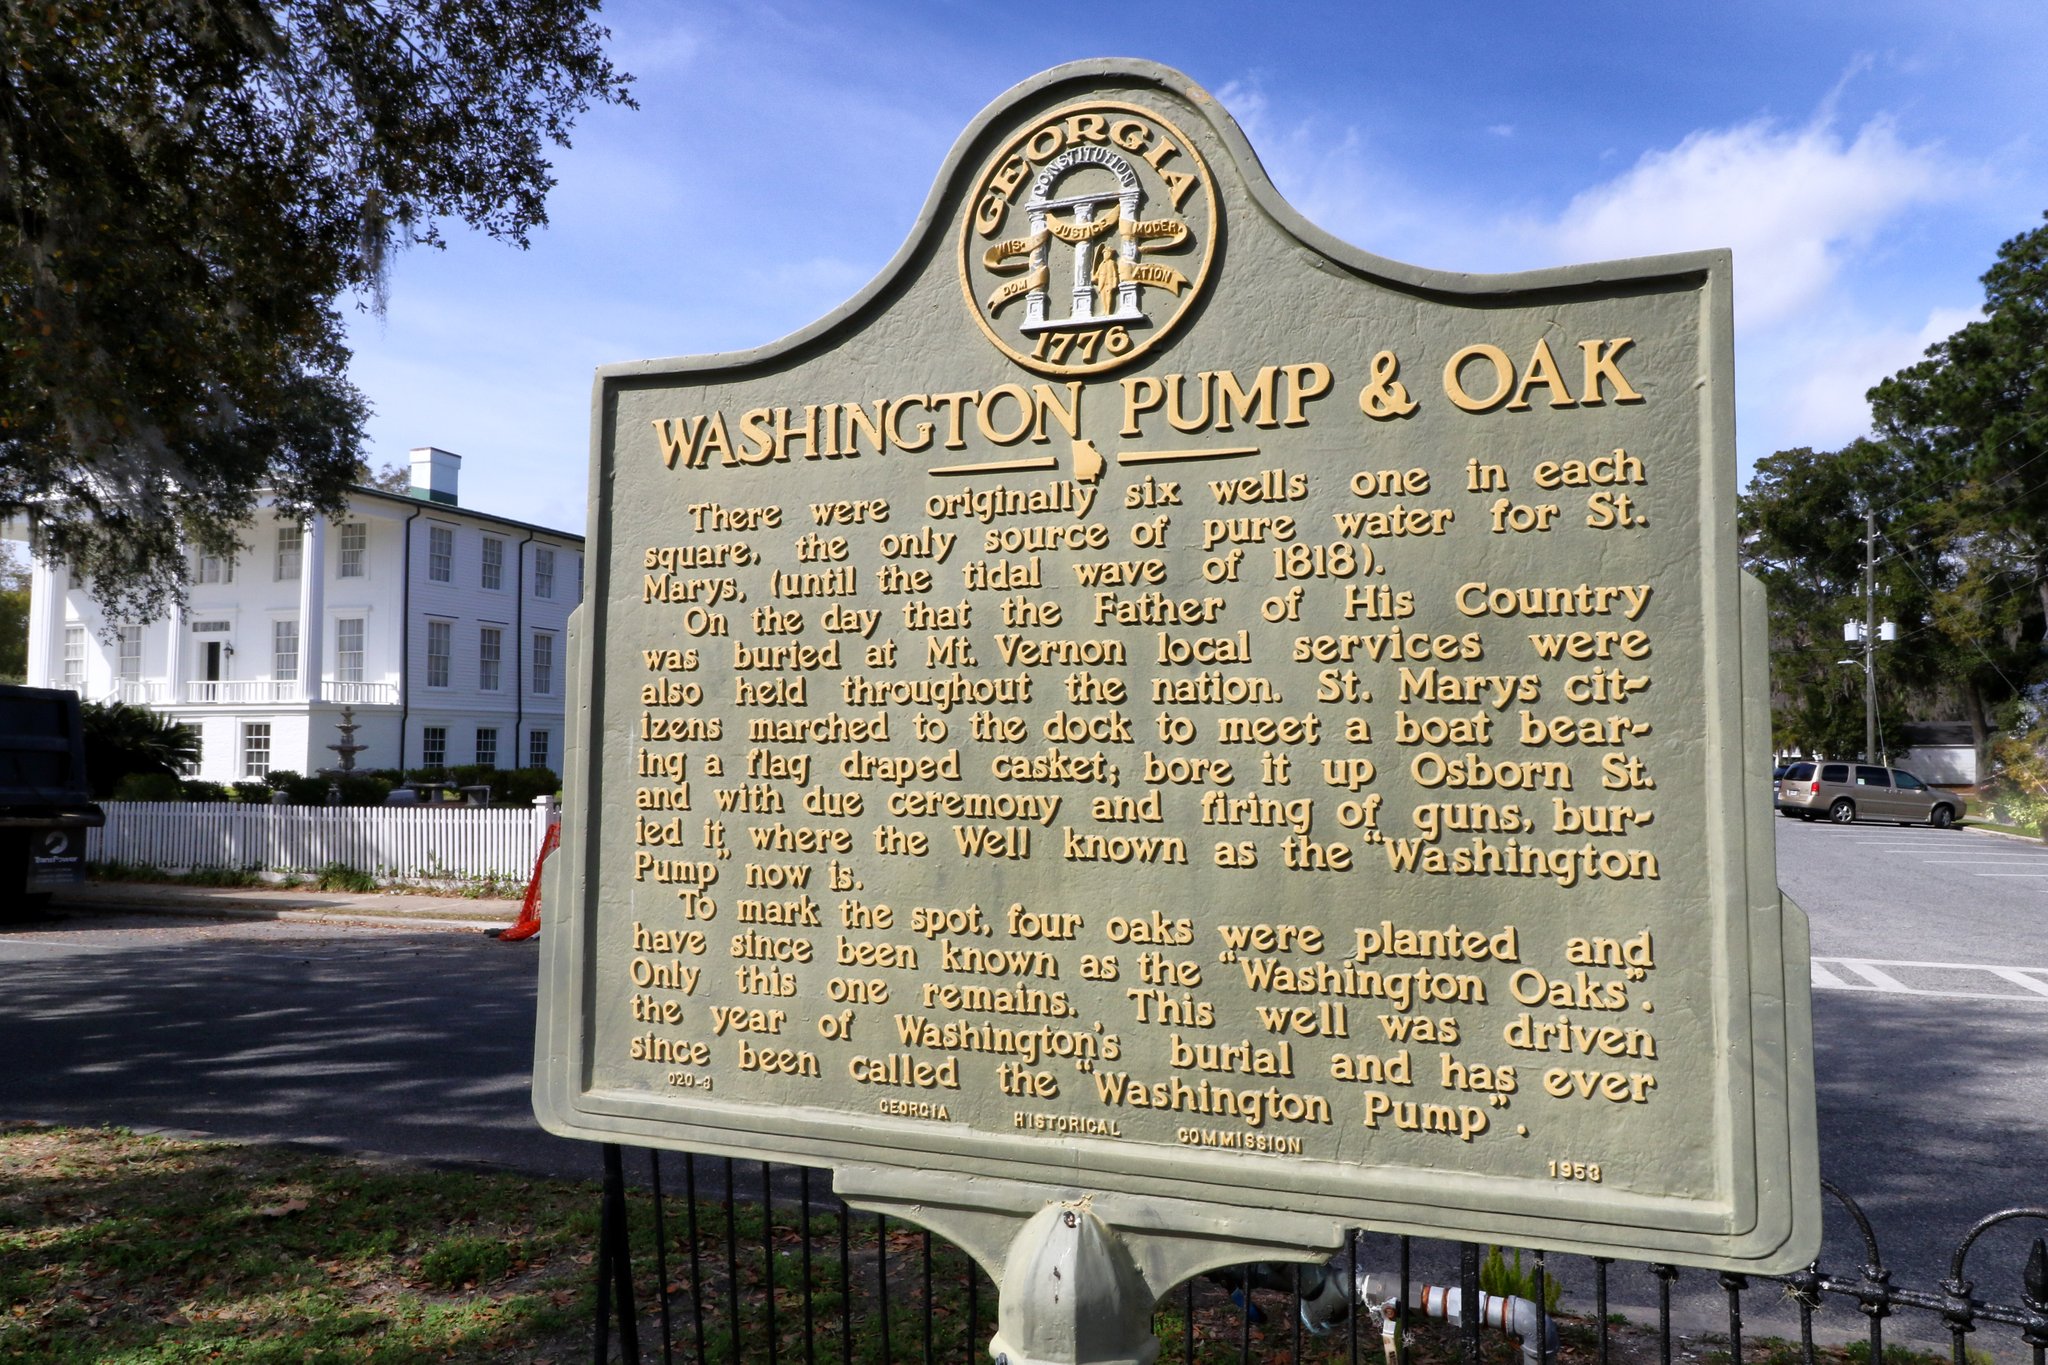 GEORGIA
CONSTITUTION
WIS- JUSTICE MODER-
DOM ATION
1776
WASHINGTON PUMP & OAK
There were originally six wells one in each
square, the only source of pure water for St.
Marys, (until the tidal wave of 1818).
On the day that the Father of His Country
was buried at Mt. Vernon local services were
also held throughout the nation. St. Marys cit-
izens marched to the dock to meet a boat bear-
ing a flag draped casket; bore it up Osborn St.
and with due ceremony and firing of guns, bur-
ied it where the Well known as the "Washington
Pump" now is.
To mark the spot, four oaks were planted and
have since been known as the "Washington Oaks".
Only this one remains. This well was driven
the year of Washington's burial and has ever
since been called the "Washington Pump".
020-3 GEORGIA HISTORICAL COMMISSION 1953
TransPower